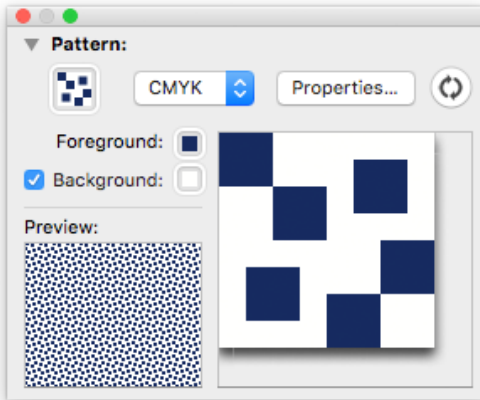 Pattern:
CMYK Properties...
Foreground:
Background:
Preview: